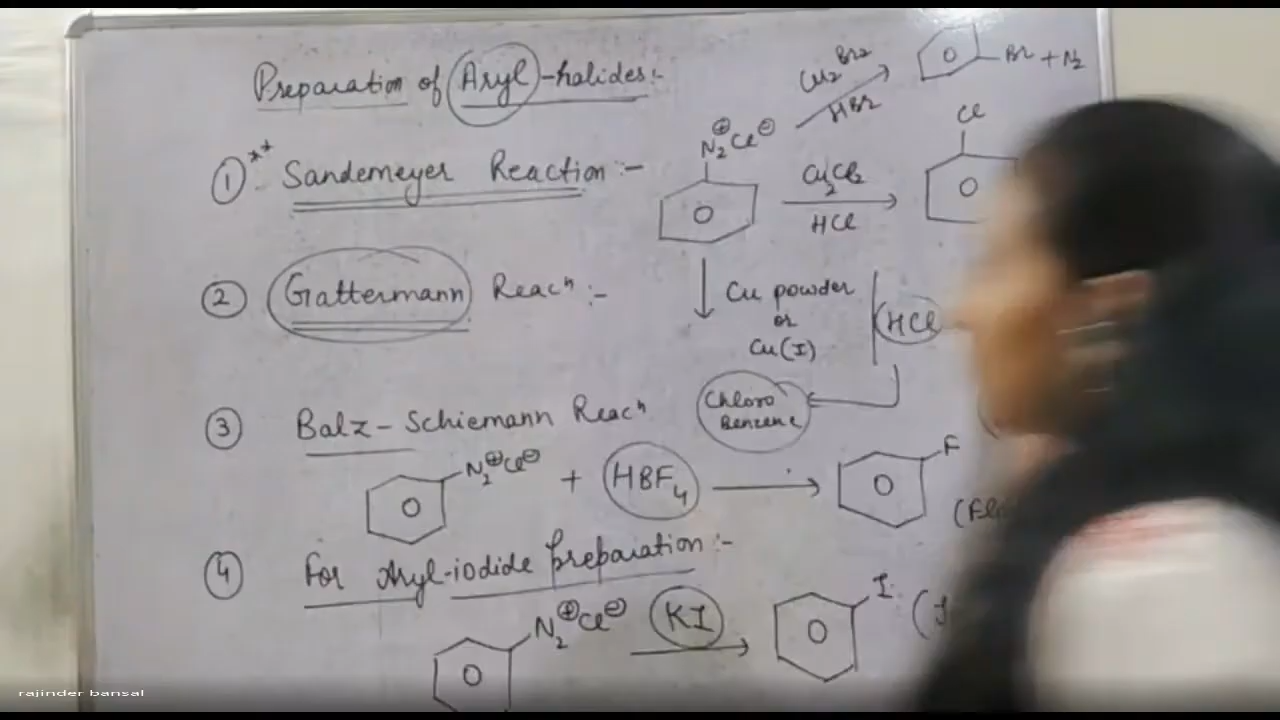 Preparation of Aryl-halides:-
Cu2Br2
HBr
Br + N2
① ** Sandemeyer Reaction :-
N2⊕Cl⊖
Cu2Cl2
HCl
Cl
② Gattermann Reacⁿ :-
Cu powder
or
Cu(I)
HCl
Chloro
Benzene
③ Balz-Schiemann Reacⁿ
N2⊕Cl⊖ + HBF4 → F
④ For Aryl-iodide preparation :-
N2⊕Cl⊖ KI → I
rajinder bansal